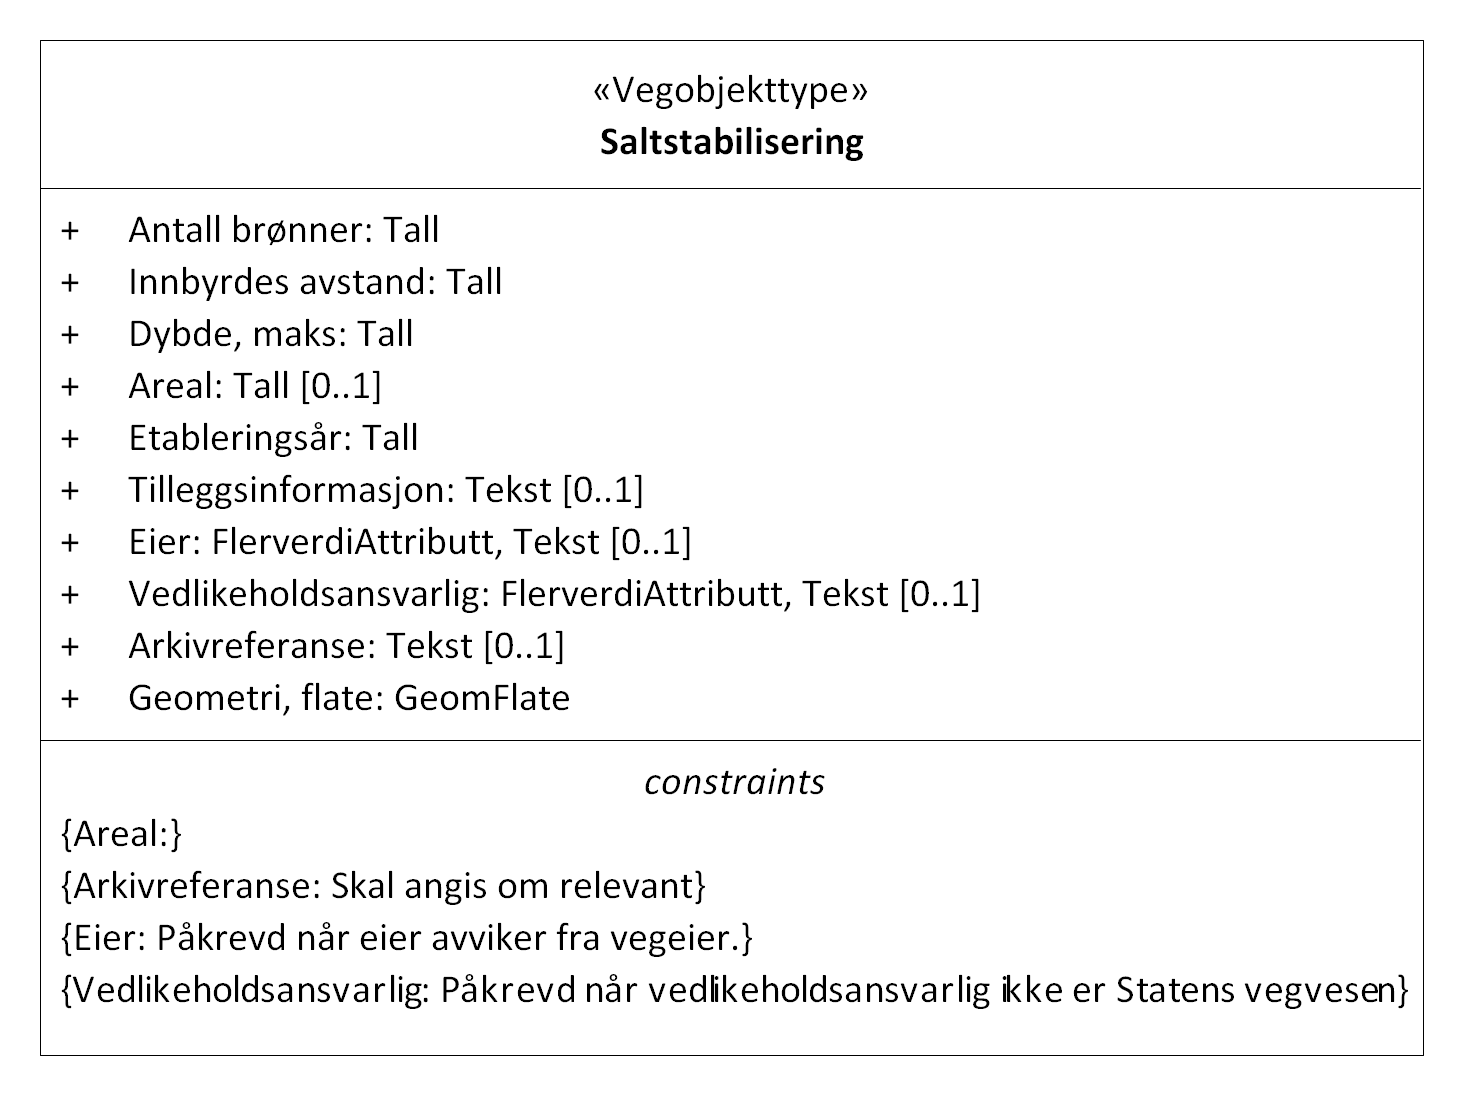 «Vegobjekttype»
Saltstabilisering
+ Antall brønner: Tall
+ Innbyrdes avstand: Tall
+ Dybde, maks: Tall
+ Areal: Tall [0..1]
+ Etableringsår: Tall
+ Tilleggsinformasjon: Tekst [0..1]
+ Eier: FlerverdiAttributt, Tekst [0..1]
+ Vedlikeholdsansvarlig: FlerverdiAttributt, Tekst [0..1]
+ Arkivreferanse: Tekst [0..1]
+ Geometri, flate: GeomFlate
constraints
{Areal:}
{Arkivreferanse: Skal angis om relevant}
{Eier: Påkrevd når eier avviker fra vegeier.}
{Vedlikeholdsansvarlig: Påkrevd når vedlikeholdsansvarlig ikke er Statens vegvesen}